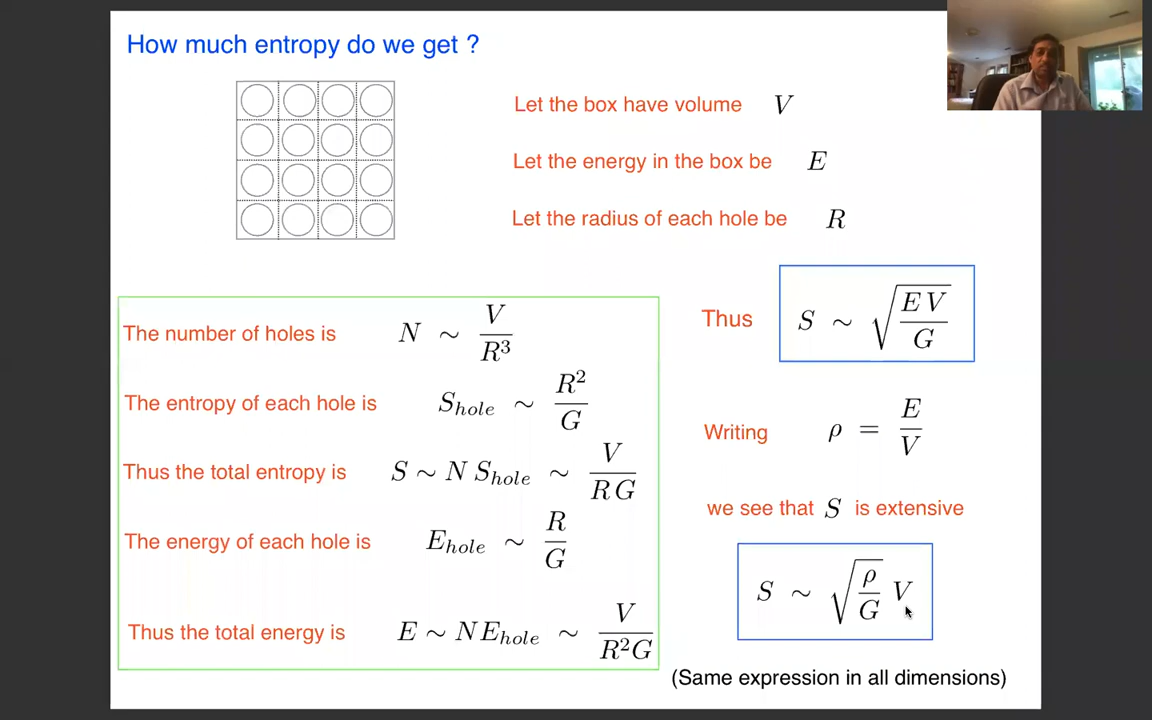 How much entropy do we get ?
Let the box have volume V
Let the energy in the box be E
Let the radius of each hole be R
The number of holes is N ∼ V/R³
The entropy of each hole is S_hole ∼ R²/G
Thus the total entropy is S ∼ N S_hole ∼ V/RG
The energy of each hole is E_hole ∼ R/G
Thus the total energy is E ∼ N E_hole ∼ V/R²G
Thus S ∼ √(EV/G)
Writing ρ = E/V
we see that S is extensive
S ∼ √(ρ/G) V
(Same expression in all dimensions)